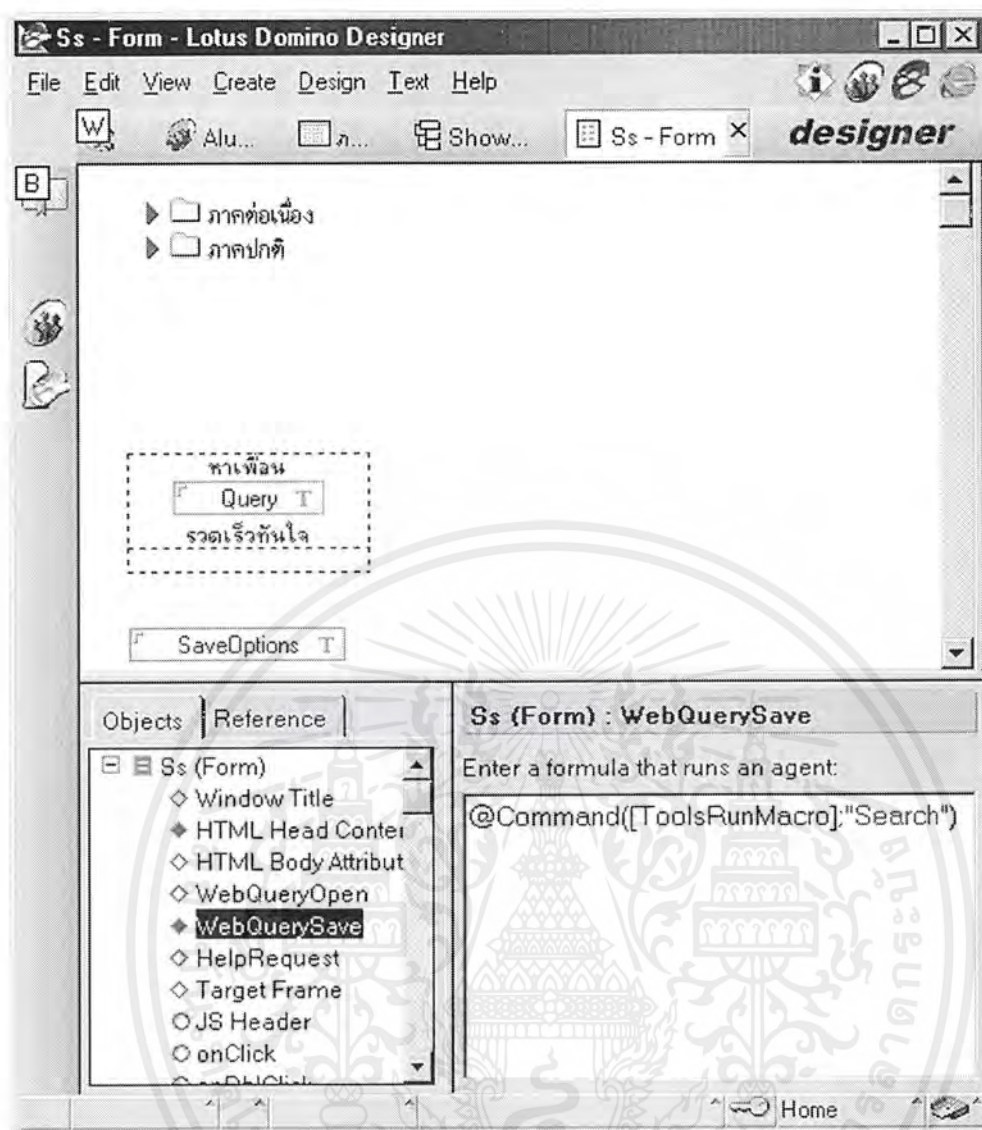 Ss - Form - Lotus Domino Designer
File Edit View Create Design Text Help
W Alu... ภ... Show... Ss - Form designer
B
ภาคต่อเนื่อง
ภาคปกติ
หาเพื่อน
Query T
รวดเร็วทันใจ
SaveOptions T
Objects Reference
Ss (Form)
Window Title
HTML Head Conter
HTML Body Attribut
WebQueryOpen
WebQuerySave
HelpRequest
Target Frame
JS Header
onClick
onDblClick
Ss (Form) : WebQuerySave
Enter a formula that runs an agent:
@Command([ToolsRunMacro];"Search")
Home